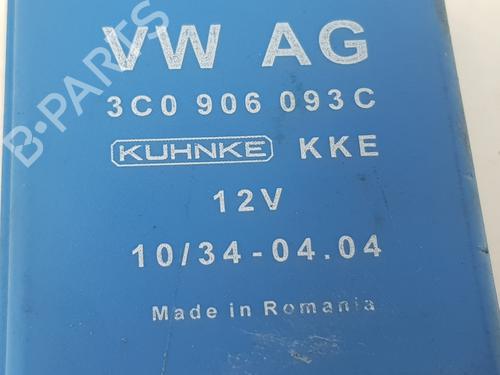 VW AG
3C0 906 093C
KUHNKE KKE
12V
10/34-04.04
Made in Romania
B-PARTS